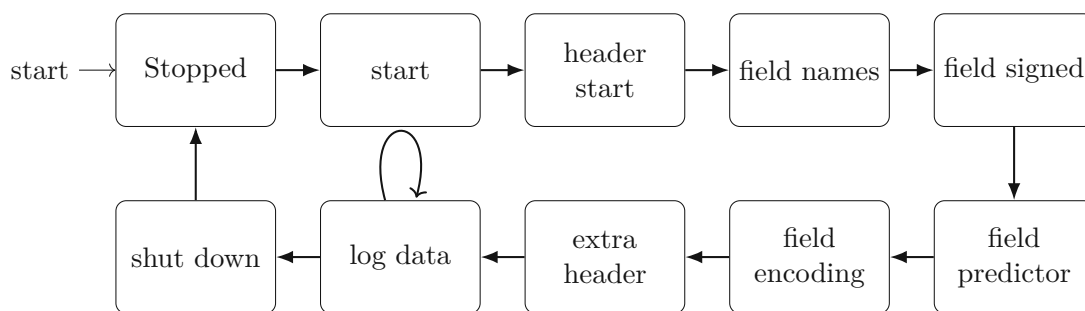 start
Stopped
start
header
start
field names
field signed
shut down
log data
extra
header
field
encoding
field
predictor